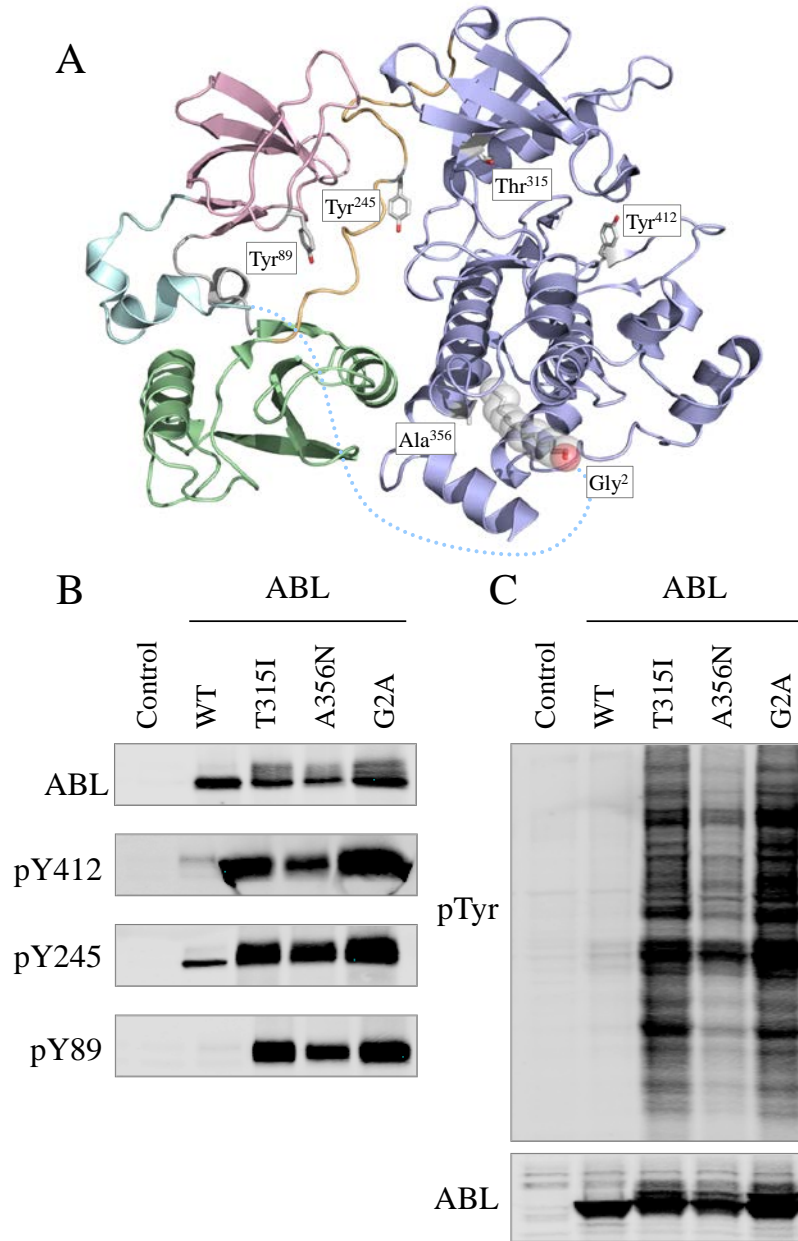 A
Thr315
Tyr245
Tyr412
Tyr89
Ala356
Gly2
B
ABL
Control
WT
T315I
A356N
G2A
ABL
pY412
pY245
pY89
C
ABL
Control
WT
T315I
A356N
G2A
pTyr
ABL